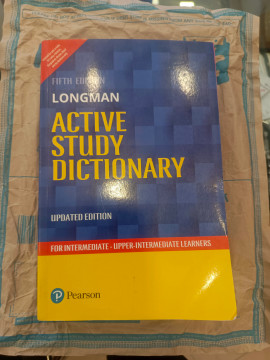 FIFTH EDITION
LONGMAN
ACTIVE
STUDY
DICTIONARY
UPDATED EDITION
FOR INTERMEDIATE - UPPER-INTERMEDIATE LEARNERS
Pearson